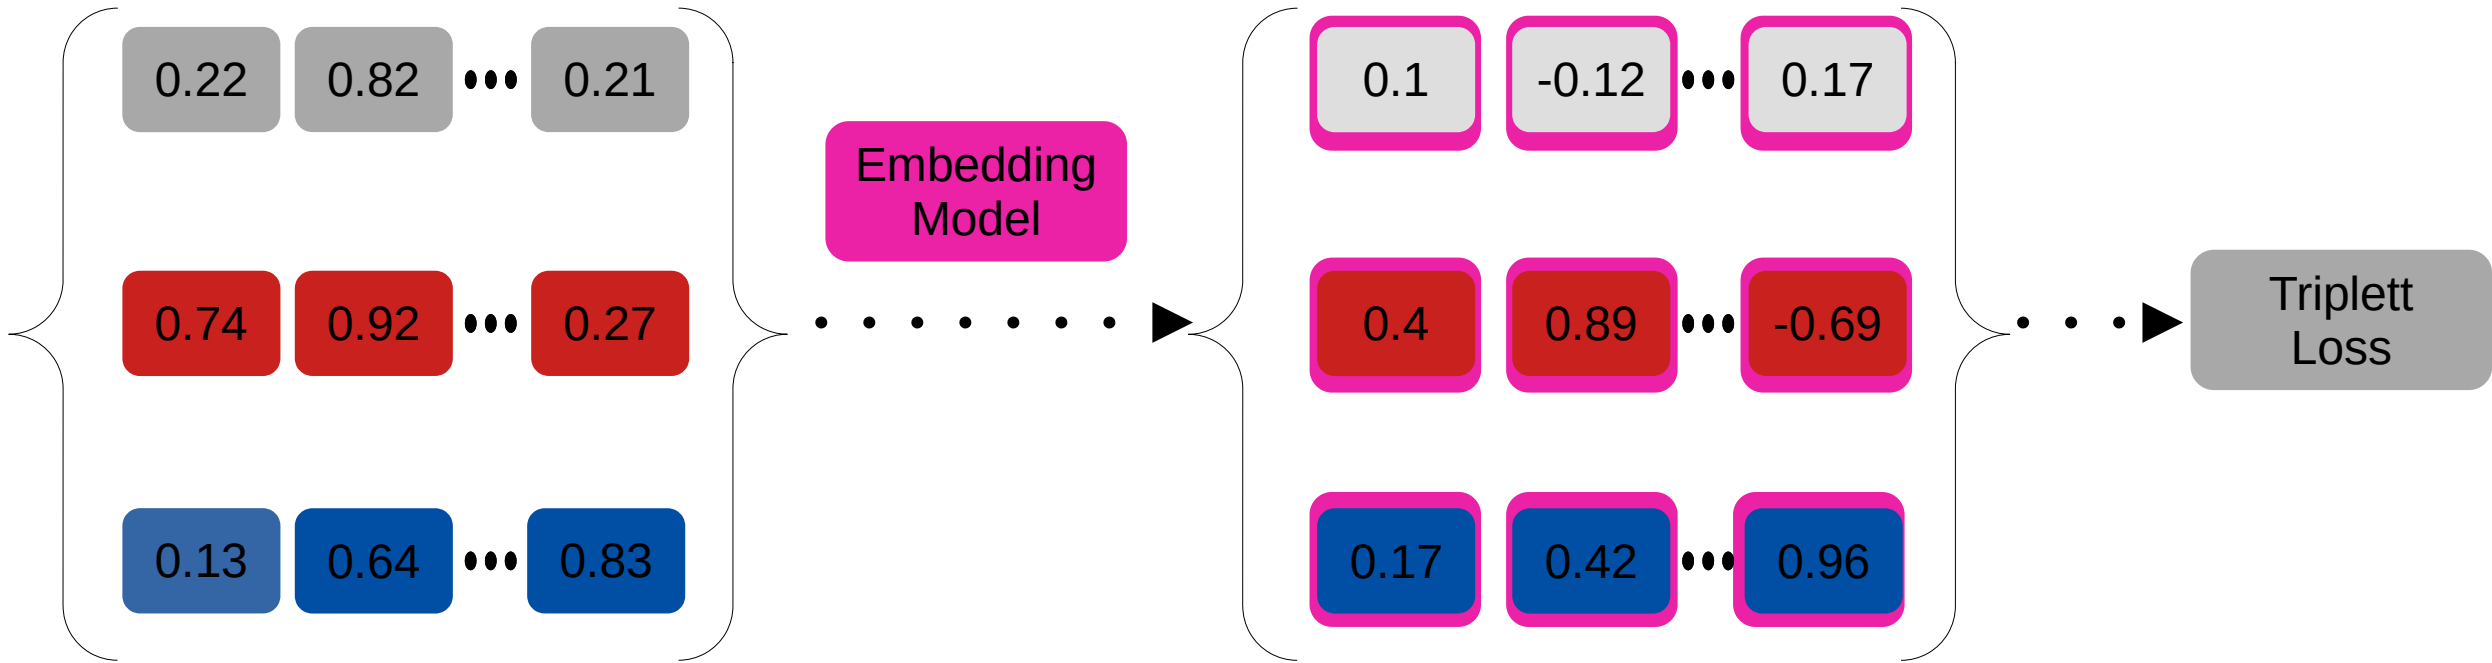 0.22 0.82 ••• 0.21
0.74 0.92 ••• 0.27
0.13 0.64 ••• 0.83
Embedding
Model
0.1 -0.12 ••• 0.17
0.4 0.89 ••• -0.69
0.17 0.42 ••• 0.96
Triplett
Loss